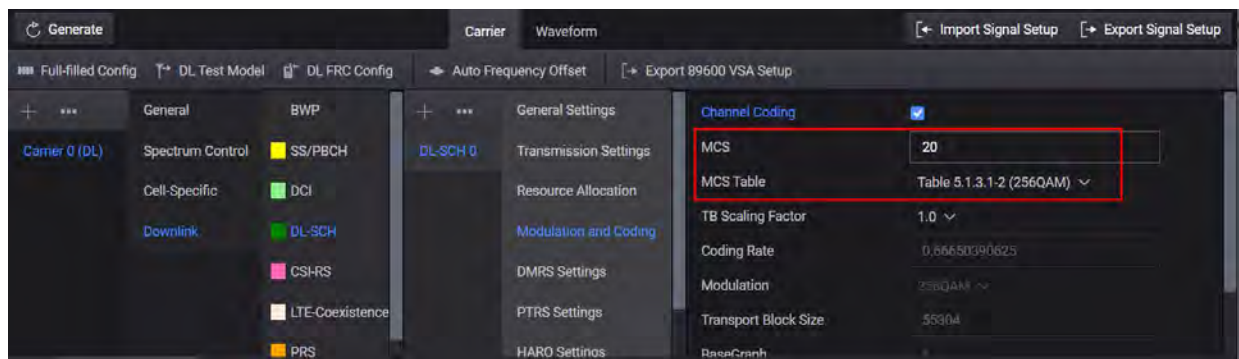 Generate
Carrier Waveform
Import Signal Setup Export Signal Setup
Full-filled Config DL Test Model DL FRC Config Auto Frequency Offset Export 89600 VSA Setup
General BWP General Settings Channel Coding
Carrier 0 (DL) Spectrum Control SS/PBCH DL-SCH 0 Transmission Settings MCS 20
Cell-Specific DCI Resource Allocation MCS Table Table 5.1.3.1-2 (256QAM)
Downlink DL-SCH Modulation and Coding TB Scaling Factor 1.0
Coding Rate 0.66650390625
CSI-RS DMRS Settings Modulation 256QAM
LTE-Coexistence PTRS Settings Transport Block Size 55304
PRS HARQ Settings BaseGraph